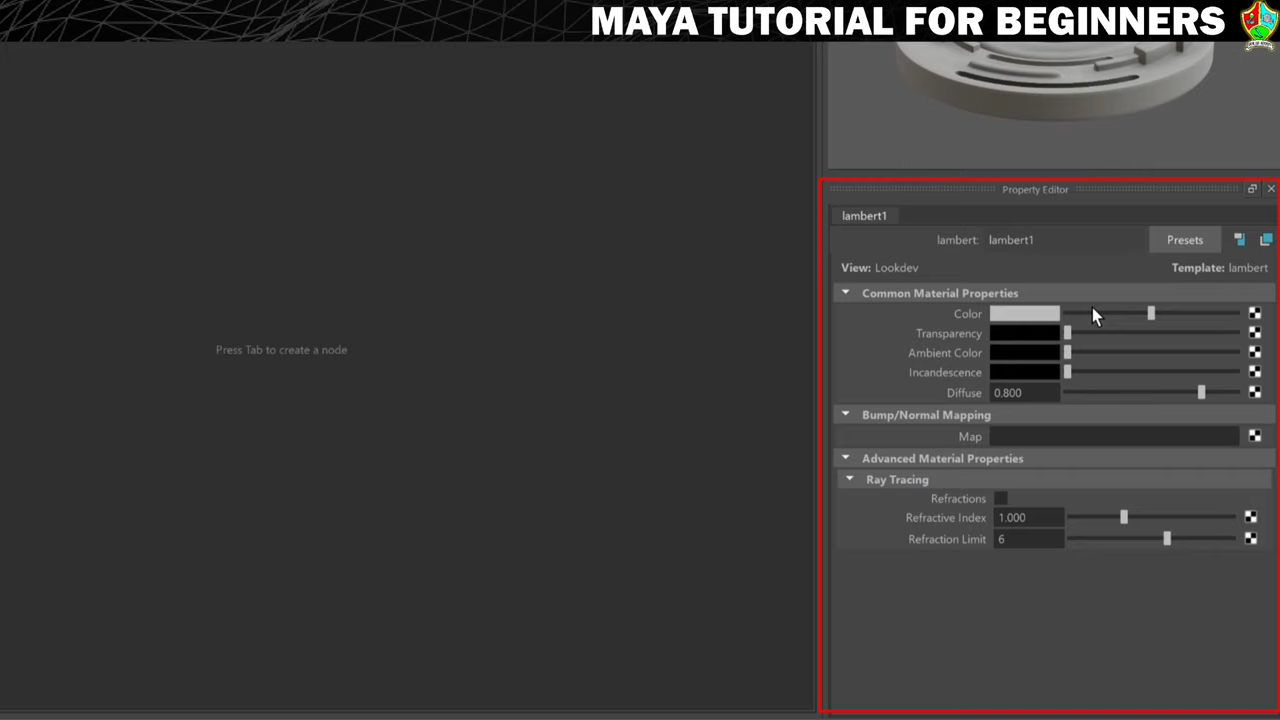 MAYA TUTORIAL FOR BEGINNERS
Property Editor
lambert1
lambert: lambert1 Presets
View: Lookdev Template: lambert
Common Material Properties
Color
Transparency
Ambient Color
Incandescence
Diffuse 0.800
Bump/Normal Mapping
Map
Advanced Material Properties
Ray Tracing
Refractions
Refractive Index 1.000
Refraction Limit 6
Press Tab to create a node